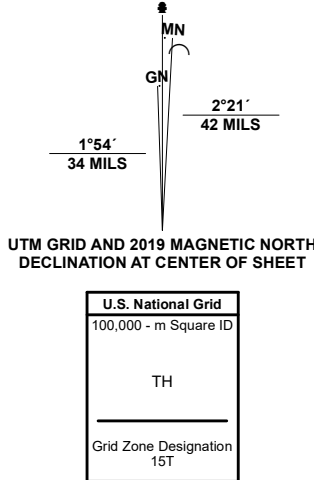 MN
GN
2°21´
42 MILS
1°54´
34 MILS
UTM GRID AND 2019 MAGNETIC NORTH
DECLINATION AT CENTER OF SHEET
U.S. National Grid
100,000 - m Square ID
TH
Grid Zone Designation
15T